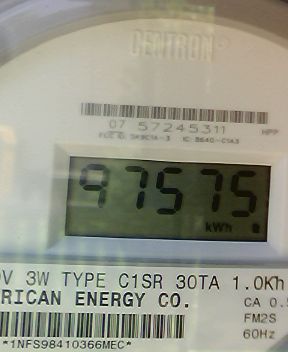 CENTRON®
07 57245311 HPP
97575
kWh
3W TYPE C1SR 30TA 1.0Kh
RICAN ENERGY CO.
CA 0.5
FM2S
60Hz
*1NFS98410366MEC*